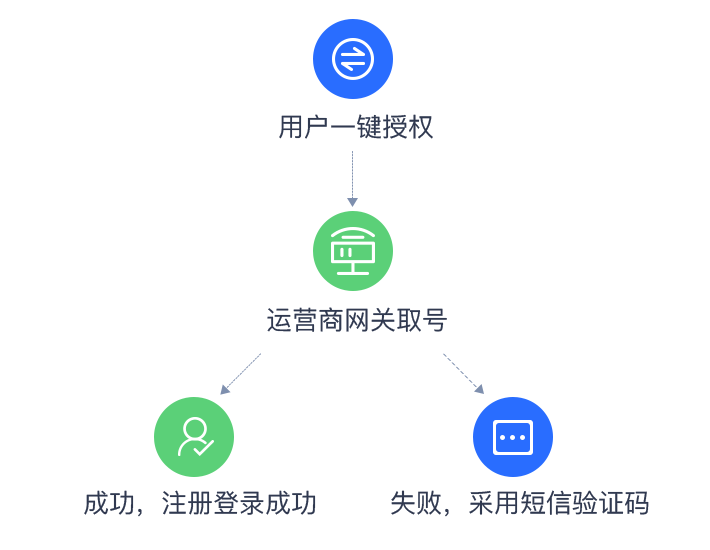 用户一键授权
运营商网关取号
成功，注册登录成功
失败，采用短信验证码